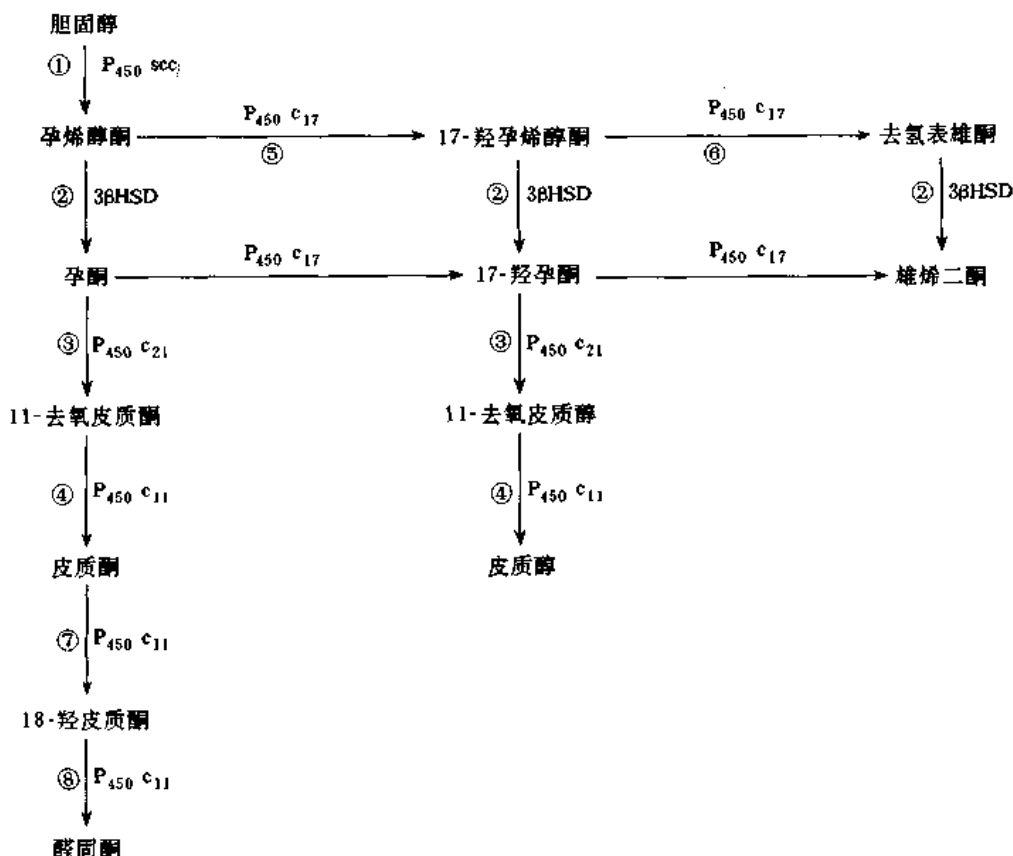 胆固醇
① P₄₅₀ scc
孕烯醇酮 P₄₅₀ c₁₇ ⑤ 17-羟孕烯醇酮 P₄₅₀ c₁₇ ⑥ 去氢表雄酮
② 3βHSD ② 3βHSD ② 3βHSD
孕酮 P₄₅₀ c₁₇ 17-羟孕酮 P₄₅₀ c₁₇ 雄烯二酮
③ P₄₅₀ c₂₁ ③ P₄₅₀ c₂₁
11-去氧皮质酮 11-去氧皮质醇
④ P₄₅₀ c₁₁ ④ P₄₅₀ c₁₁
皮质酮 皮质醇
⑦ P₄₅₀ c₁₁
18-羟皮质酮
⑧ P₄₅₀ c₁₁
醛固酮